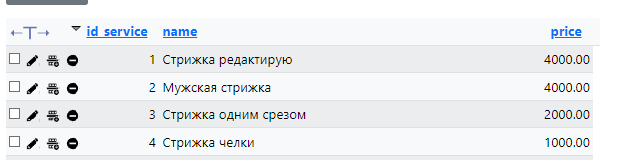 id_service name price
1 Стрижка редактирую 4000.00
2 Мужская стрижка 4000.00
3 Стрижка одним срезом 2000.00
4 Стрижка челки 1000.00